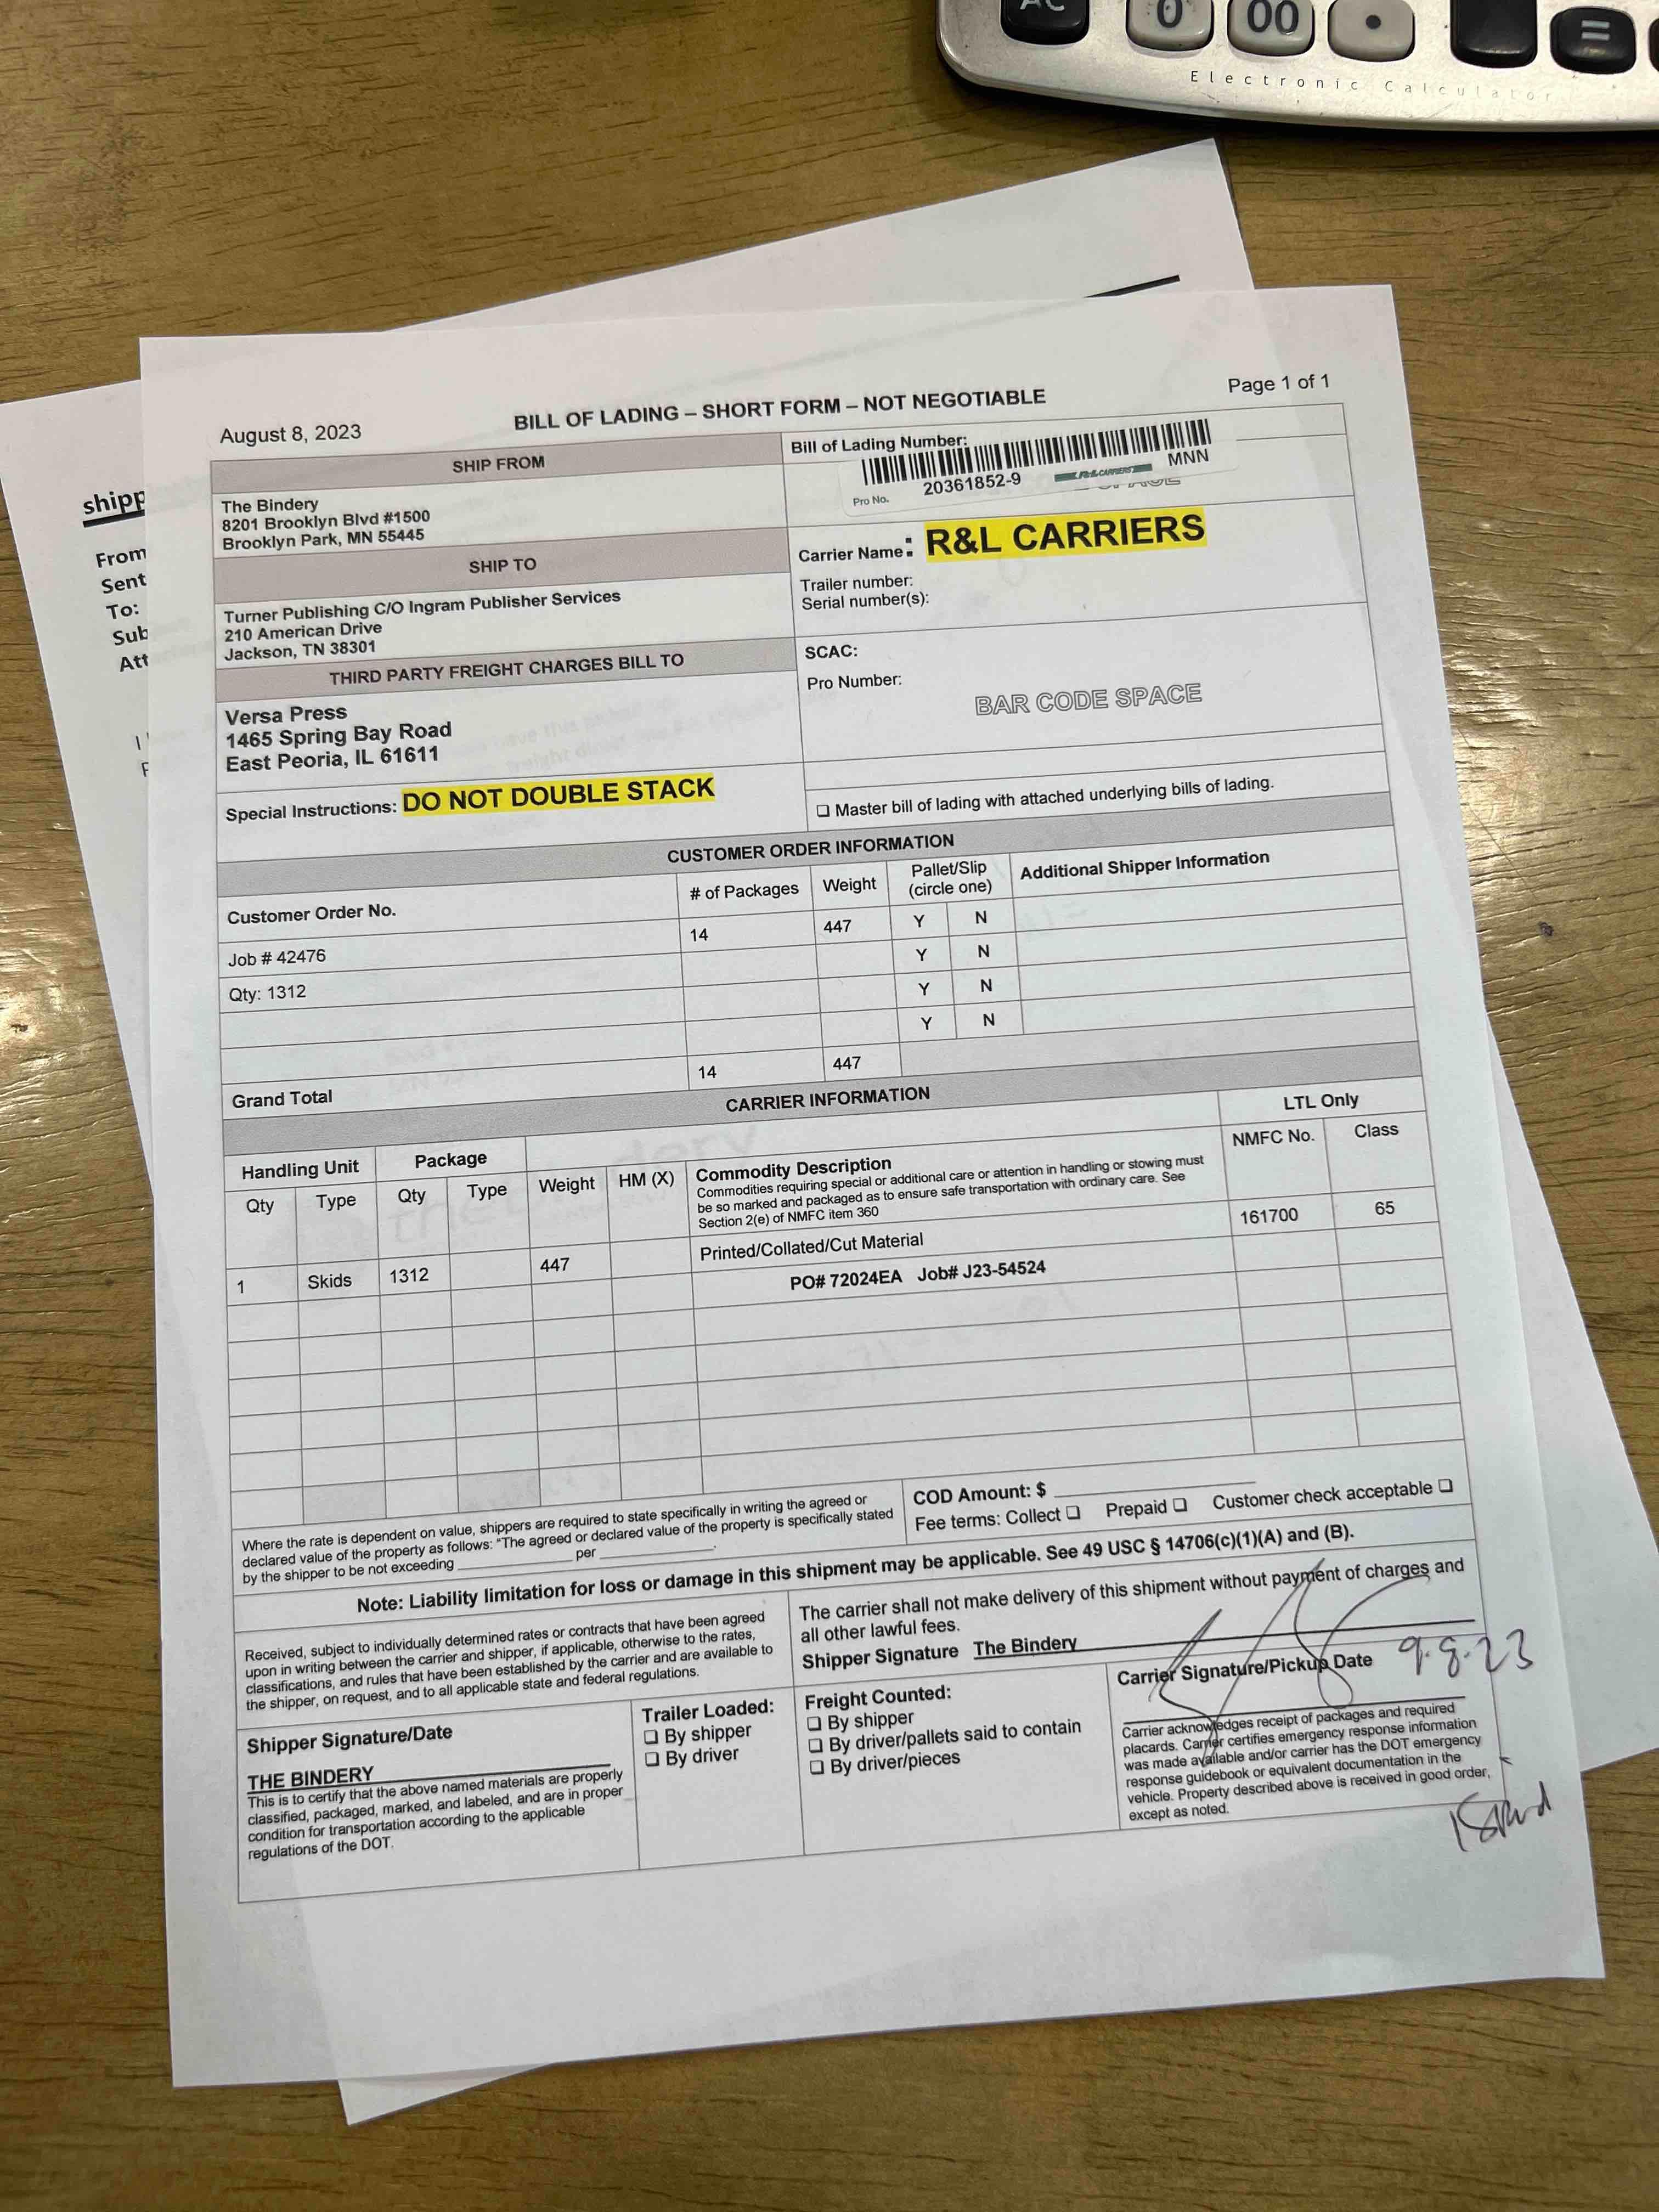 AC 0 00 • =
Electronic Calculator
shipp
From
Sent
To:
Sub
Att
August 8, 2023
BILL OF LADING – SHORT FORM – NOT NEGOTIABLE
Page 1 of 1
SHIP FROM
The Bindery
8201 Brooklyn Blvd #1500
Brooklyn Park, MN 55445
Bill of Lading Number:
Pro No. 20361852-9 R&L CARRIERS MNN
SHIP TO
Turner Publishing C/O Ingram Publisher Services
210 American Drive
Jackson, TN 38301
Carrier Name: R&L CARRIERS
Trailer number:
Serial number(s):
THIRD PARTY FREIGHT CHARGES BILL TO
Versa Press
1465 Spring Bay Road
East Peoria, IL 61611
SCAC:
Pro Number:
BAR CODE SPACE
Special Instructions: DO NOT DOUBLE STACK
❑ Master bill of lading with attached underlying bills of lading.
CUSTOMER ORDER INFORMATION
Customer Order No. # of Packages Weight Pallet/Slip (circle one) Additional Shipper Information
Job # 42476 14 447 Y N
Qty: 1312 Y N
Y N
Y N
Grand Total 14 447
CARRIER INFORMATION
Handling Unit Package LTL Only
Qty Type Qty Type Weight HM (X) Commodity Description NMFC No. Class
Commodities requiring special or additional care or attention in handling or stowing must
be so marked and packaged as to ensure safe transportation with ordinary care. See
Section 2(e) of NMFC item 360
1 Skids 1312 447 Printed/Collated/Cut Material 161700 65
PO# 72024EA Job# J23-54524
Where the rate is dependent on value, shippers are required to state specifically in writing the agreed or
declared value of the property as follows: “The agreed or declared value of the property is specifically stated
by the shipper to be not exceeding ____________ per ____________.
COD Amount: $ ____________
Fee terms: Collect ❑ Prepaid ❑ Customer check acceptable ❑
Note: Liability limitation for loss or damage in this shipment may be applicable. See 49 USC § 14706(c)(1)(A) and (B).
Received, subject to individually determined rates or contracts that have been agreed
upon in writing between the carrier and shipper, if applicable, otherwise to the rates,
classifications, and rules that have been established by the carrier and are available to
the shipper, on request, and to all applicable state and federal regulations.
The carrier shall not make delivery of this shipment without payment of charges and
all other lawful fees.
Shipper Signature The Bindery
Shipper Signature/Date
THE BINDERY
This is to certify that the above named materials are properly
classified, packaged, marked, and labeled, and are in proper
condition for transportation according to the applicable
regulations of the DOT.
Trailer Loaded:
❑ By shipper
❑ By driver
Freight Counted:
❑ By shipper
❑ By driver/pallets said to contain
❑ By driver/pieces
Carrier Signature/Pickup Date 9.8.23
Carrier acknowledges receipt of packages and required
placards. Carrier certifies emergency response information
was made available and/or carrier has the DOT emergency
response guidebook or equivalent documentation in the
vehicle. Property described above is received in good order,
except as noted.